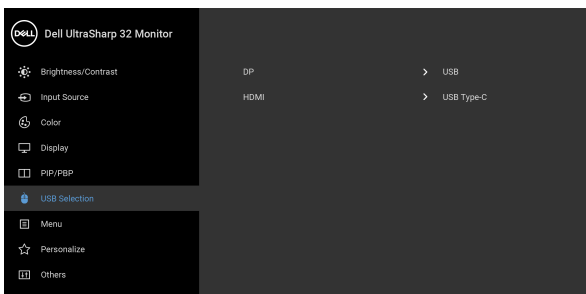 DELL Dell UltraSharp 32 Monitor
Brightness/Contrast
Input Source
Color
Display
PIP/PBP
USB Selection
Menu
Personalize
Others
DP > USB
HDMI > USB Type-C